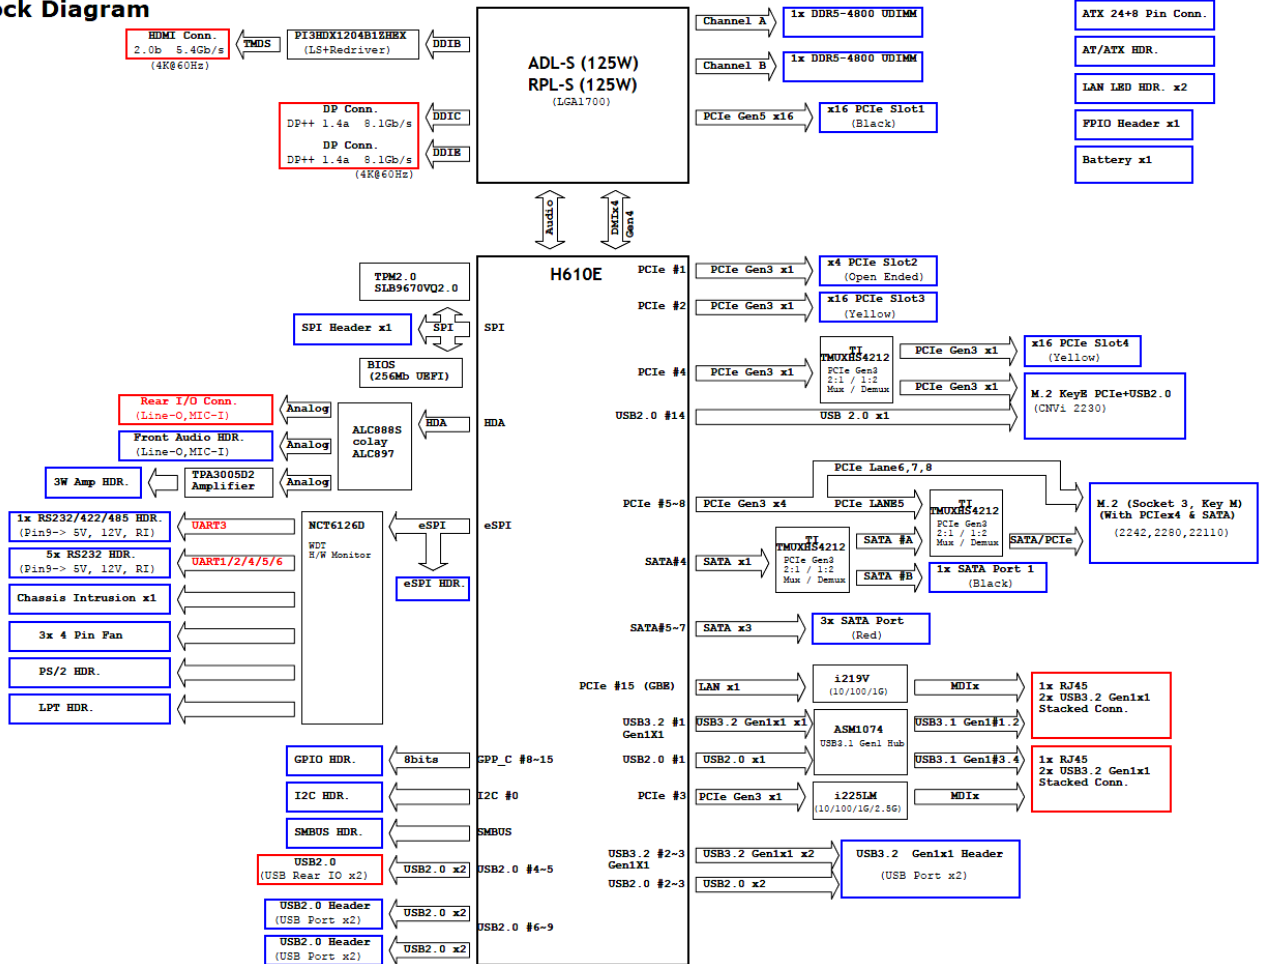 ock Diagram
HDMI Conn.
2.0b 5.4Gb/s
(4K@60Hz)
TMDS
PI3HDX1204B1ZHEX
(LS+Redriver)
DDIB
DP Conn.
DP++ 1.4a 8.1Gb/s
DP Conn.
DP++ 1.4a 8.1Gb/s
(4K@60Hz)
DDIC
DDIE
ADL-S (125W)
RPL-S (125W)
(LGA1700)
Channel A
1x DDR5-4800 UDIMM
Channel B
1x DDR5-4800 UDIMM
PCIe Gen5 x16
x16 PCIe Slot1
(Black)
ATX 24+8 Pin Conn.
AT/ATX HDR.
LAN LED HDR. x2
FPIO Header x1
Battery x1
Audio
DMIx4
Gen4
H610E
TPM2.0
SLB9670VQ2.0
SPI Header x1
SPI
SPI
BIOS
(256Mb UEFI)
Rear I/O Conn.
(Line-O,MIC-I)
Analog
Front Audio HDR.
(Line-O,MIC-I)
Analog
3W Amp HDR.
TPA3005D2
Amplifier
Analog
ALC888S
colay
ALC897
HDA
HDA
1x RS232/422/485 HDR.
(Pin9-> 5V, 12V, RI)
UART3
5x RS232 HDR.
(Pin9-> 5V, 12V, RI)
UART1/2/4/5/6
Chassis Intrusion x1
3x 4 Pin Fan
PS/2 HDR.
LPT HDR.
NCT6126D
WDT
H/W Monitor
eSPI
eSPI
eSPI HDR.
GPIO HDR.
8bits
GPP_C #8~15
I2C HDR.
I2C #0
SMBUS HDR.
SMBUS
USB2.0
(USB Rear IO x2)
USB2.0 x2
USB2.0 #4~5
USB2.0 Header
(USB Port x2)
USB2.0 x2
USB2.0 #6~9
USB2.0 Header
(USB Port x2)
USB2.0 x2
PCIe #1
PCIe Gen3 x1
x4 PCIe Slot2
(Open Ended)
PCIe #2
PCIe Gen3 x1
x16 PCIe Slot3
(Yellow)
PCIe #4
PCIe Gen3 x1
TI
TMUXHS4212
PCIe Gen3
2:1 / 1:2
Mux / Demux
PCIe Gen3 x1
x16 PCIe Slot4
(Yellow)
PCIe Gen3 x1
M.2 KeyE PCIe+USB2.0
(CNVi 2230)
USB2.0 #14
USB 2.0 x1
PCIe Lane6,7,8
PCIe #5~8
PCIe Gen3 x4
PCIe LANE5
TI
TMUXHS4212
PCIe Gen3
2:1 / 1:2
Mux / Demux
M.2 (Socket 3, Key M)
(With PCIex4 & SATA)
(2242,2280,22110)
SATA/PCIe
SATA#4
SATA x1
TI
TMUXHS4212
PCIe Gen3
2:1 / 1:2
Mux / Demux
SATA #A
SATA #B
1x SATA Port 1
(Black)
SATA#5~7
SATA x3
3x SATA Port
(Red)
PCIe #15 (GBE)
LAN x1
i219V
(10/100/1G)
MDIx
1x RJ45
2x USB3.2 Gen1x1
Stacked Conn.
USB3.2 #1
Gen1X1
USB3.2 Gen1x1 x1
ASM1074
USB3.1 Gen1 Hub
USB3.1 Gen1#1.2
USB2.0 #1
USB2.0 x1
USB3.1 Gen1#3.4
1x RJ45
2x USB3.2 Gen1x1
Stacked Conn.
PCIe #3
PCIe Gen3 x1
i225LM
(10/100/1G/2.5G)
MDIx
USB3.2 #2~3
Gen1X1
USB3.2 Gen1x1 x2
USB3.2 Gen1x1 Header
(USB Port x2)
USB2.0 #2~3
USB2.0 x2